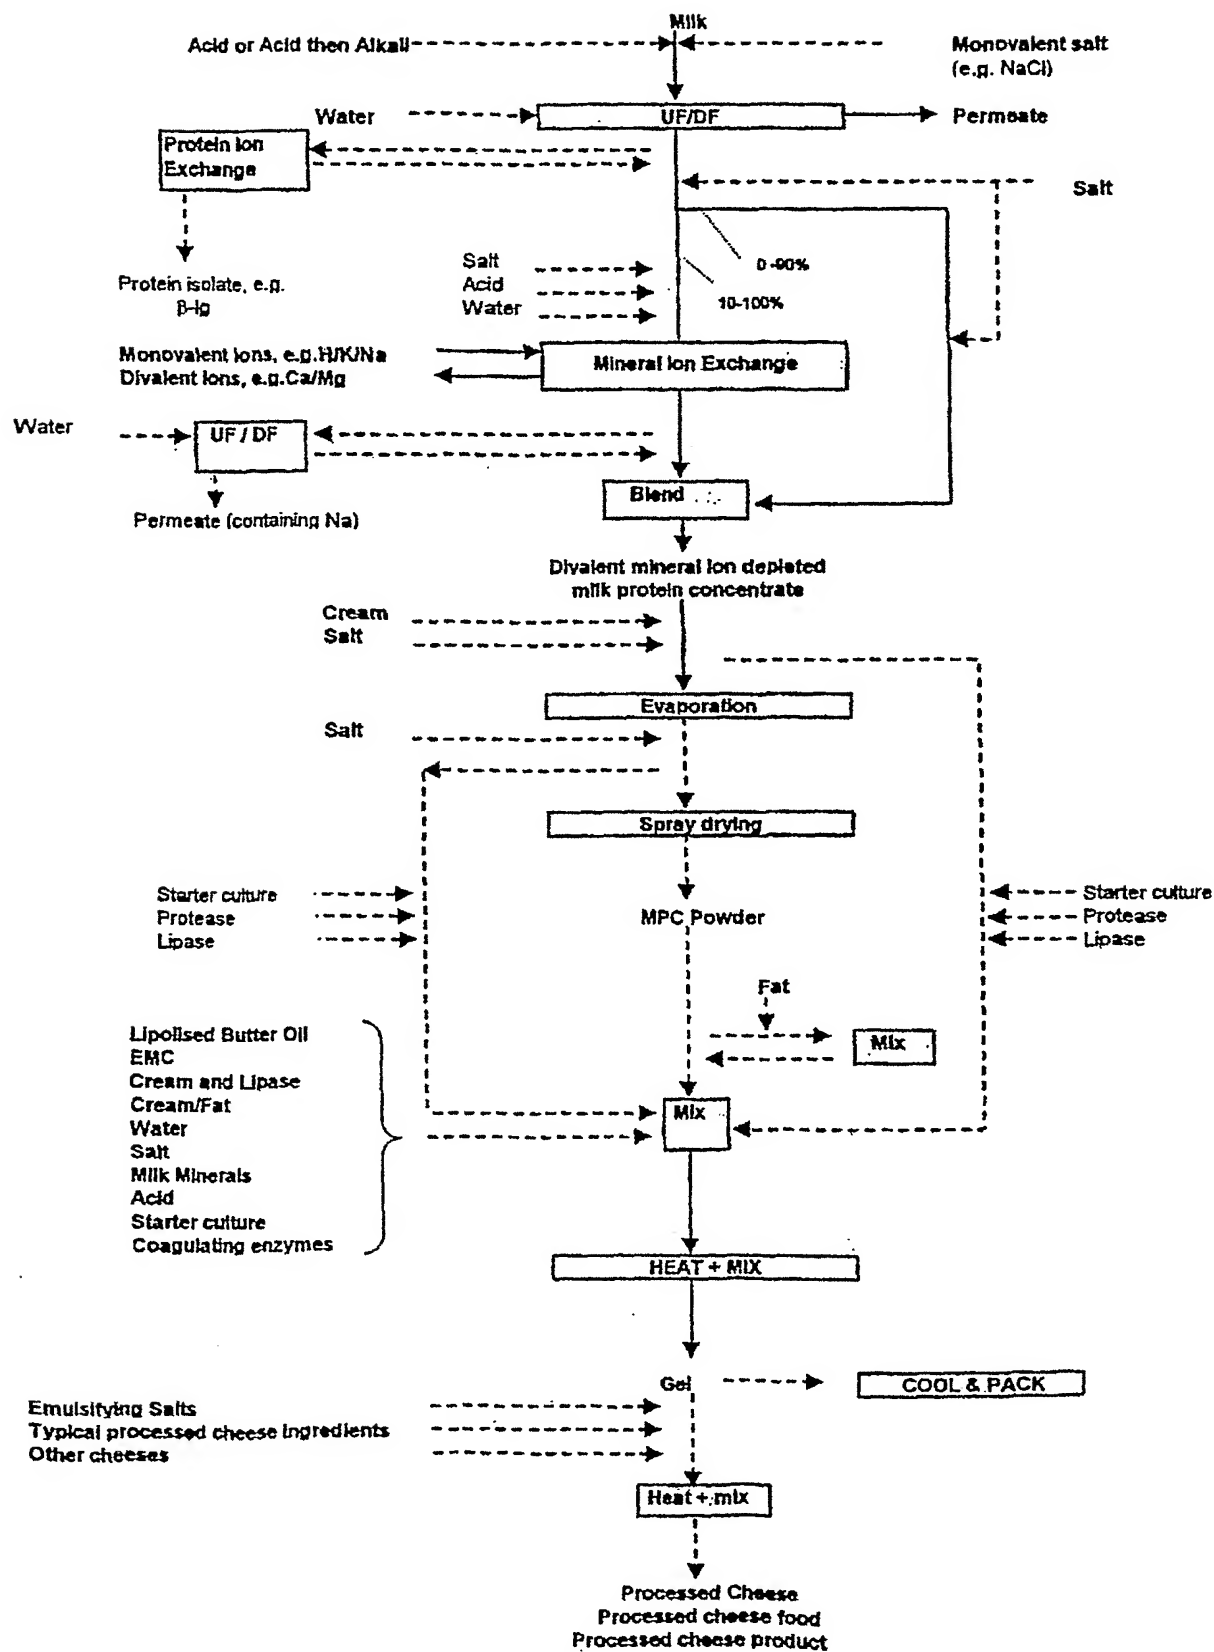 Milk
Acid or Acid then Alkali
Monovalent salt
(e.g. NaCl)
Water
UF/DF
Permeate
Protein Ion
Exchange
Salt
Protein isolate, e.g.
β-lg
Salt
Acid
Water
0-90%
10-100%
Monovalent Ions, e.g.H/K/Na
Divalent Ions, e.g.Ca/Mg
Mineral Ion Exchange
Water
UF / DF
Blend
Permeate (containing Na)
Divalent mineral Ion depleted
milk protein concentrate
Cream
Salt
Evaporation
Salt
Spray drying
Starter culture
Protease
Lipase
MPC Powder
Starter culture
Protease
Lipase
Fat
Mix
Lipolised Butter Oil
EMC
Cream and Lipase
Cream/Fat
Water
Salt
Milk Minerals
Acid
Starter culture
Coagulating enzymes
Mix
HEAT + MIX
Gel
COOL & PACK
Emulsifying Salts
Typical processed cheese Ingredients
Other cheeses
Heat + mix
Processed Cheese
Processed cheese food
Processed cheese product